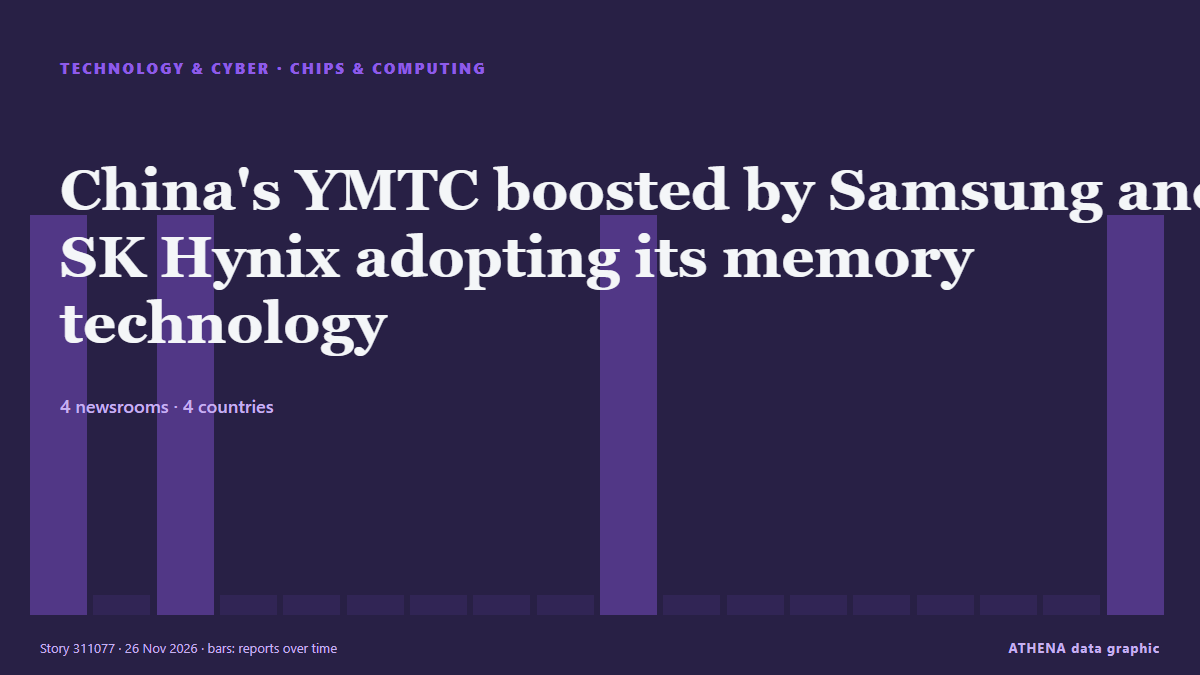 TECHNOLOGY & CYBER · CHIPS & COMPUTING
China's YMTC boosted by Samsung an
SK Hynix adopting its memory
technology
4 newsrooms · 4 countries
Story 311077 · 26 Nov 2026 · bars: reports over time
ATHENA data graphic